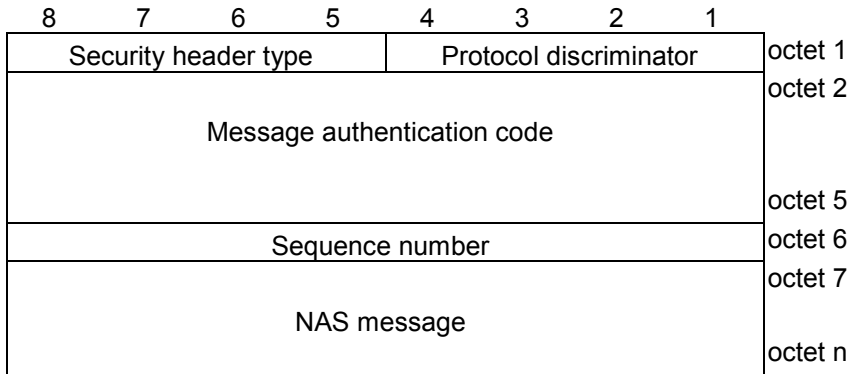 8 7 6 5 4 3 2 1
Security header type Protocol discriminator octet 1
octet 2
Message authentication code
octet 5
Sequence number octet 6
octet 7
NAS message
octet n